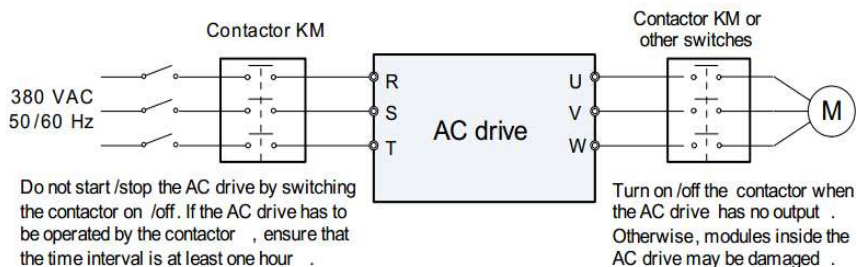 Contactor KM
Contactor KM or
other switches
380 VAC
50/60 Hz
R
S
T
AC drive
U
V
W
M
Do not start /stop the AC drive by switching
the contactor on /off. If the AC drive has to
be operated by the contactor , ensure that
the time interval is at least one hour .
Turn on /off the contactor when
the AC drive has no output .
Otherwise, modules inside the
AC drive may be damaged .